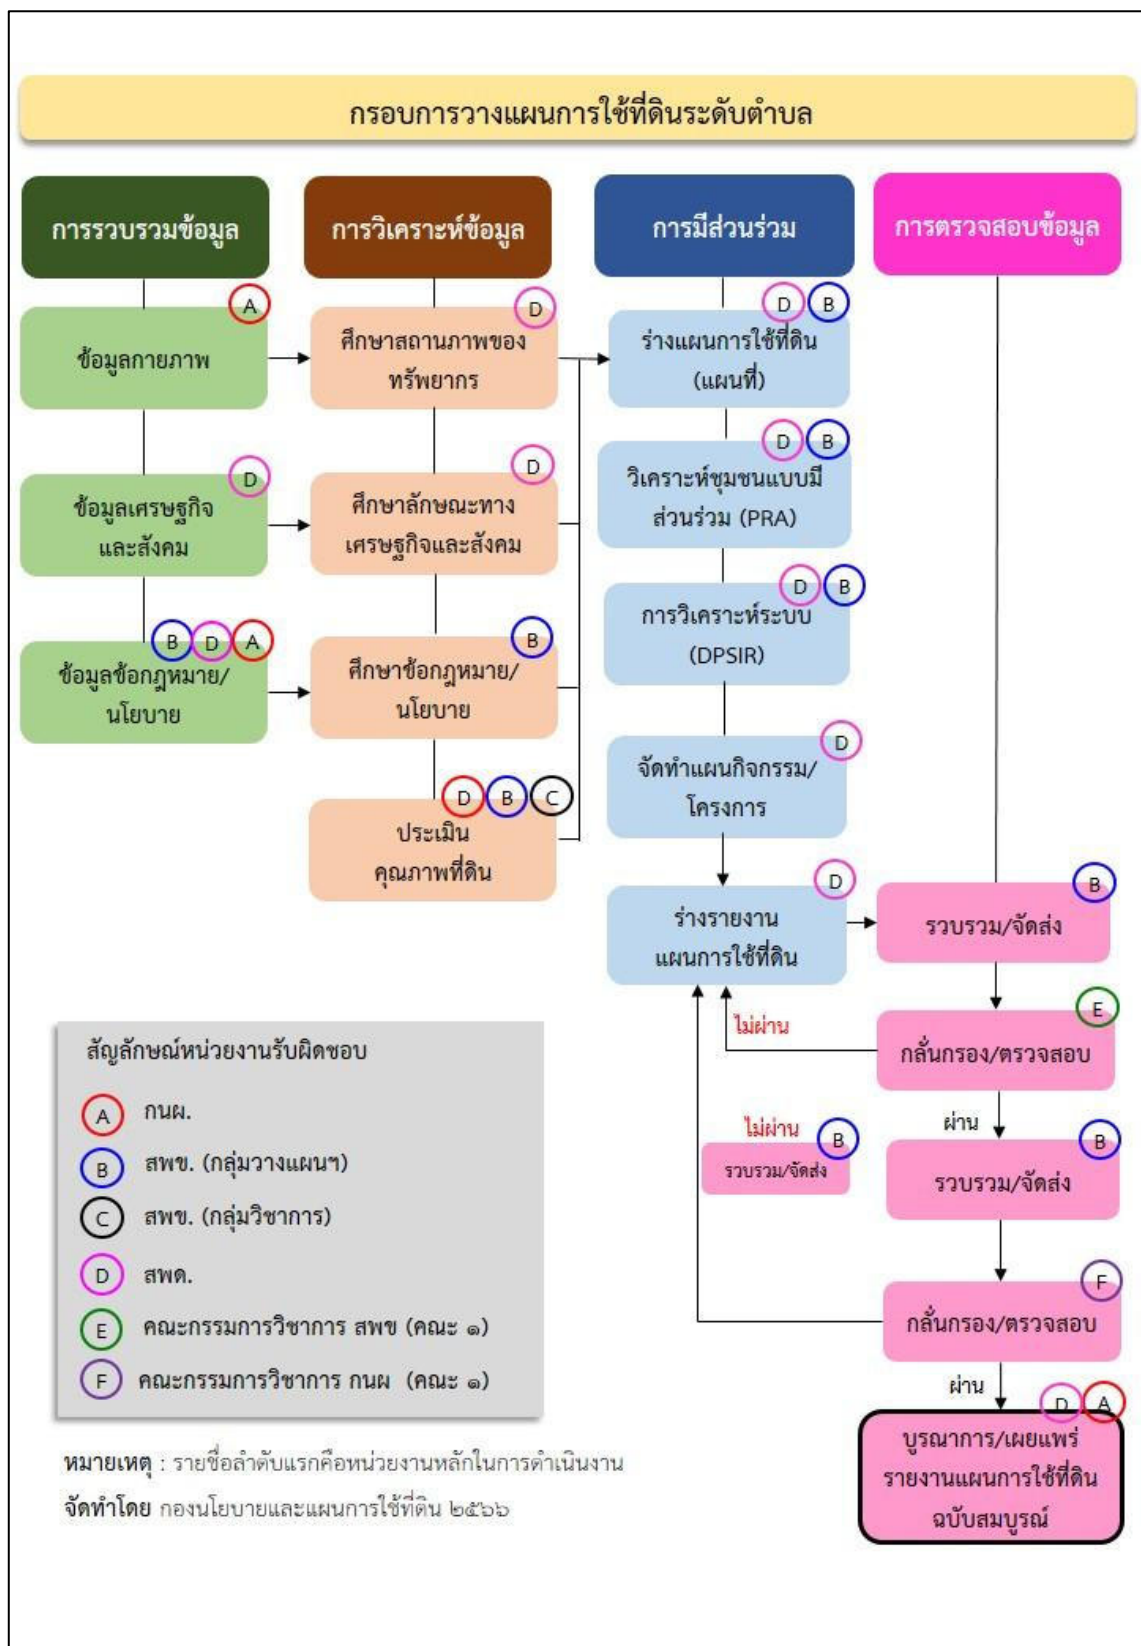 กรอบการวางแผนการใช้ที่ดินระดับตำบล
การรวบรวมข้อมูล
A
ข้อมูลกายภาพ
D
ข้อมูลเศรษฐกิจ
และสังคม
B D A
ข้อมูลข้อกฎหมาย/
นโยบาย
การวิเคราะห์ข้อมูล
D
ศึกษาสถานภาพของ
ทรัพยากร
D
ศึกษาลักษณะทาง
เศรษฐกิจและสังคม
B
ศึกษาข้อกฎหมาย/
นโยบาย
D B C
ประเมิน
คุณภาพที่ดิน
การมีส่วนร่วม
D B
ร่างแผนการใช้ที่ดิน
(แผนที่)
D B
วิเคราะห์ชุมชนแบบมี
ส่วนร่วม (PRA)
D B
การวิเคราะห์ระบบ
(DPSIR)
D
จัดทำแผนกิจกรรม/
โครงการ
D
ร่างรายงาน
แผนการใช้ที่ดิน
การตรวจสอบข้อมูล
B
รวบรวม/จัดส่ง
E
ไม่ผ่าน
กลั่นกรอง/ตรวจสอบ
ผ่าน
B
ไม่ผ่าน
B
รวบรวม/จัดส่ง
รวบรวม/จัดส่ง
F
กลั่นกรอง/ตรวจสอบ
ผ่าน
D A
บูรณาการ/เผยแพร่
รายงานแผนการใช้ที่ดิน
ฉบับสมบูรณ์
สัญลักษณ์หน่วยงานรับผิดชอบ
A กนผ.
B สพข. (กลุ่มวางแผนฯ)
C สพข. (กลุ่มวิชาการ)
D สพด.
E คณะกรรมการวิชาการ สพข (คณะ ๑)
F คณะกรรมการวิชาการ กนผ (คณะ ๑)
หมายเหตุ : รายชื่อลำดับแรกคือหน่วยงานหลักในการดำเนินงาน
จัดทำโดย กองนโยบายและแผนการใช้ที่ดิน ๒๕๖๖